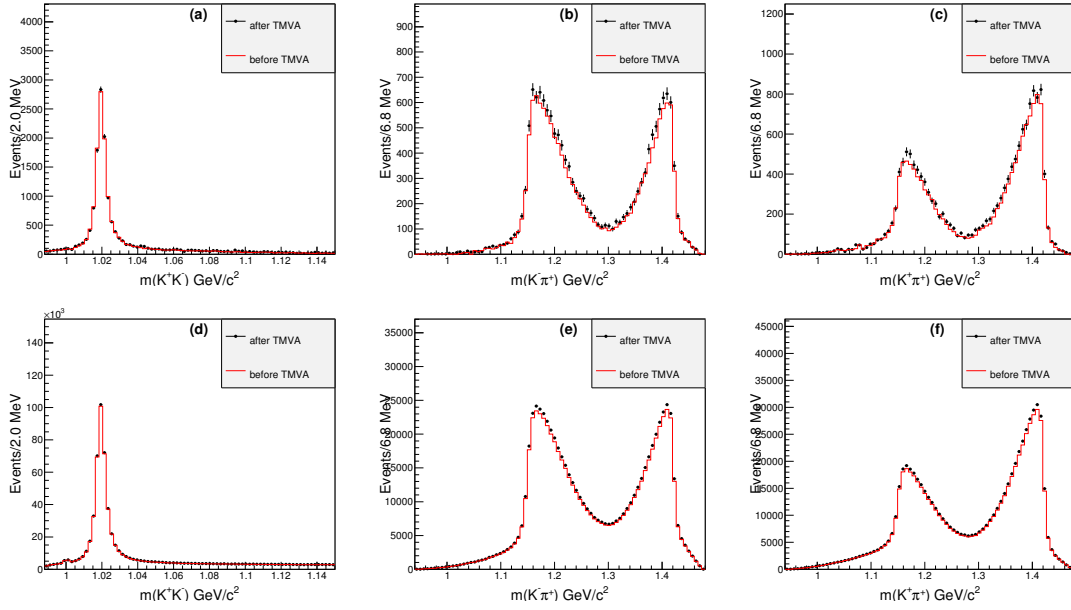 (a)
after TMVA
before TMVA
Events/2.0 MeV
4000
3500
3000
2500
2000
1500
1000
500
0
1 1.02 1.04 1.06 1.08 1.1 1.12 1.14
m(K⁺K⁻) GeV/c²
(b)
after TMVA
before TMVA
Events/6.8 MeV
900
800
700
600
500
400
300
200
100
0
1 1.1 1.2 1.3 1.4
m(K⁻π⁺) GeV/c²
(c)
after TMVA
before TMVA
Events/6.8 MeV
1200
1000
800
600
400
200
0
1 1.1 1.2 1.3 1.4
m(K⁺π⁺) GeV/c²
×10³
(d)
after TMVA
before TMVA
Events/2.0 MeV
140
120
100
80
60
40
20
0
1 1.02 1.04 1.06 1.08 1.1 1.12 1.14
m(K⁺K⁻) GeV/c²
(e)
after TMVA
before TMVA
Events/6.8 MeV
35000
30000
25000
20000
15000
10000
5000
0
1 1.1 1.2 1.3 1.4
m(K⁻π⁺) GeV/c²
(f)
after TMVA
before TMVA
Events/6.8 MeV
45000
40000
35000
30000
25000
20000
15000
10000
5000
0
1 1.1 1.2 1.3 1.4
m(K⁺π⁺) GeV/c²